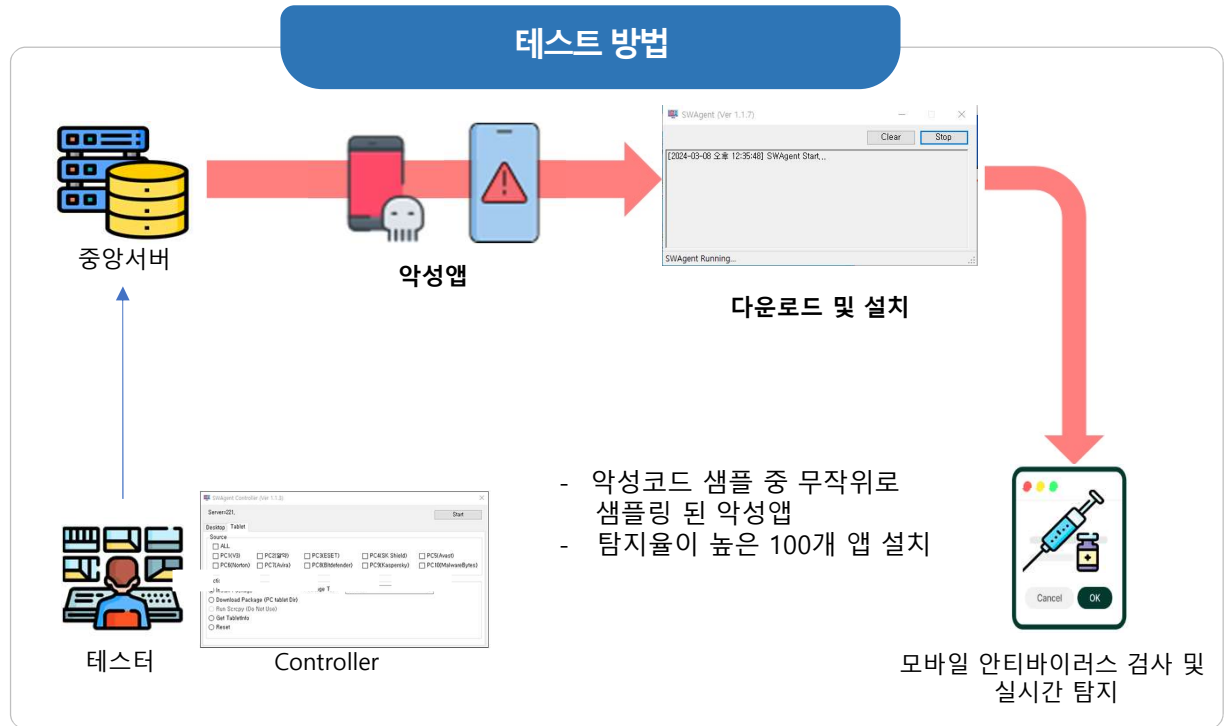 테스트 방법
SWAgent (Ver 1.1.7)
Clear
Stop
[2024-03-08 오후 12:35:48] SWAgent Start...
SWAgent Running...
중앙서버
악성앱
다운로드 및 설치
SWAgent Controller (Ver 1.1.3)
Server:221.
Start
Desktop Tablet
Source
ALL
PC1(V3) PC2(알약) PC3(ESET) PC4(SK Shield) PC5(Avast)
PC6(Norton) PC7(Avira) PC8(Bitdefender) PC9(Kaspersky) PC10(MalwareBytes)
Download Package (PC tablet Dir)
Run Scrcpy (Do Not Use)
Get TabletInfo
Reset
테스터
Controller
- 악성코드 샘플 중 무작위로
샘플링 된 악성앱
- 탐지율이 높은 100개 앱 설치
Cancel
OK
모바일 안티바이러스 검사 및
실시간 탐지